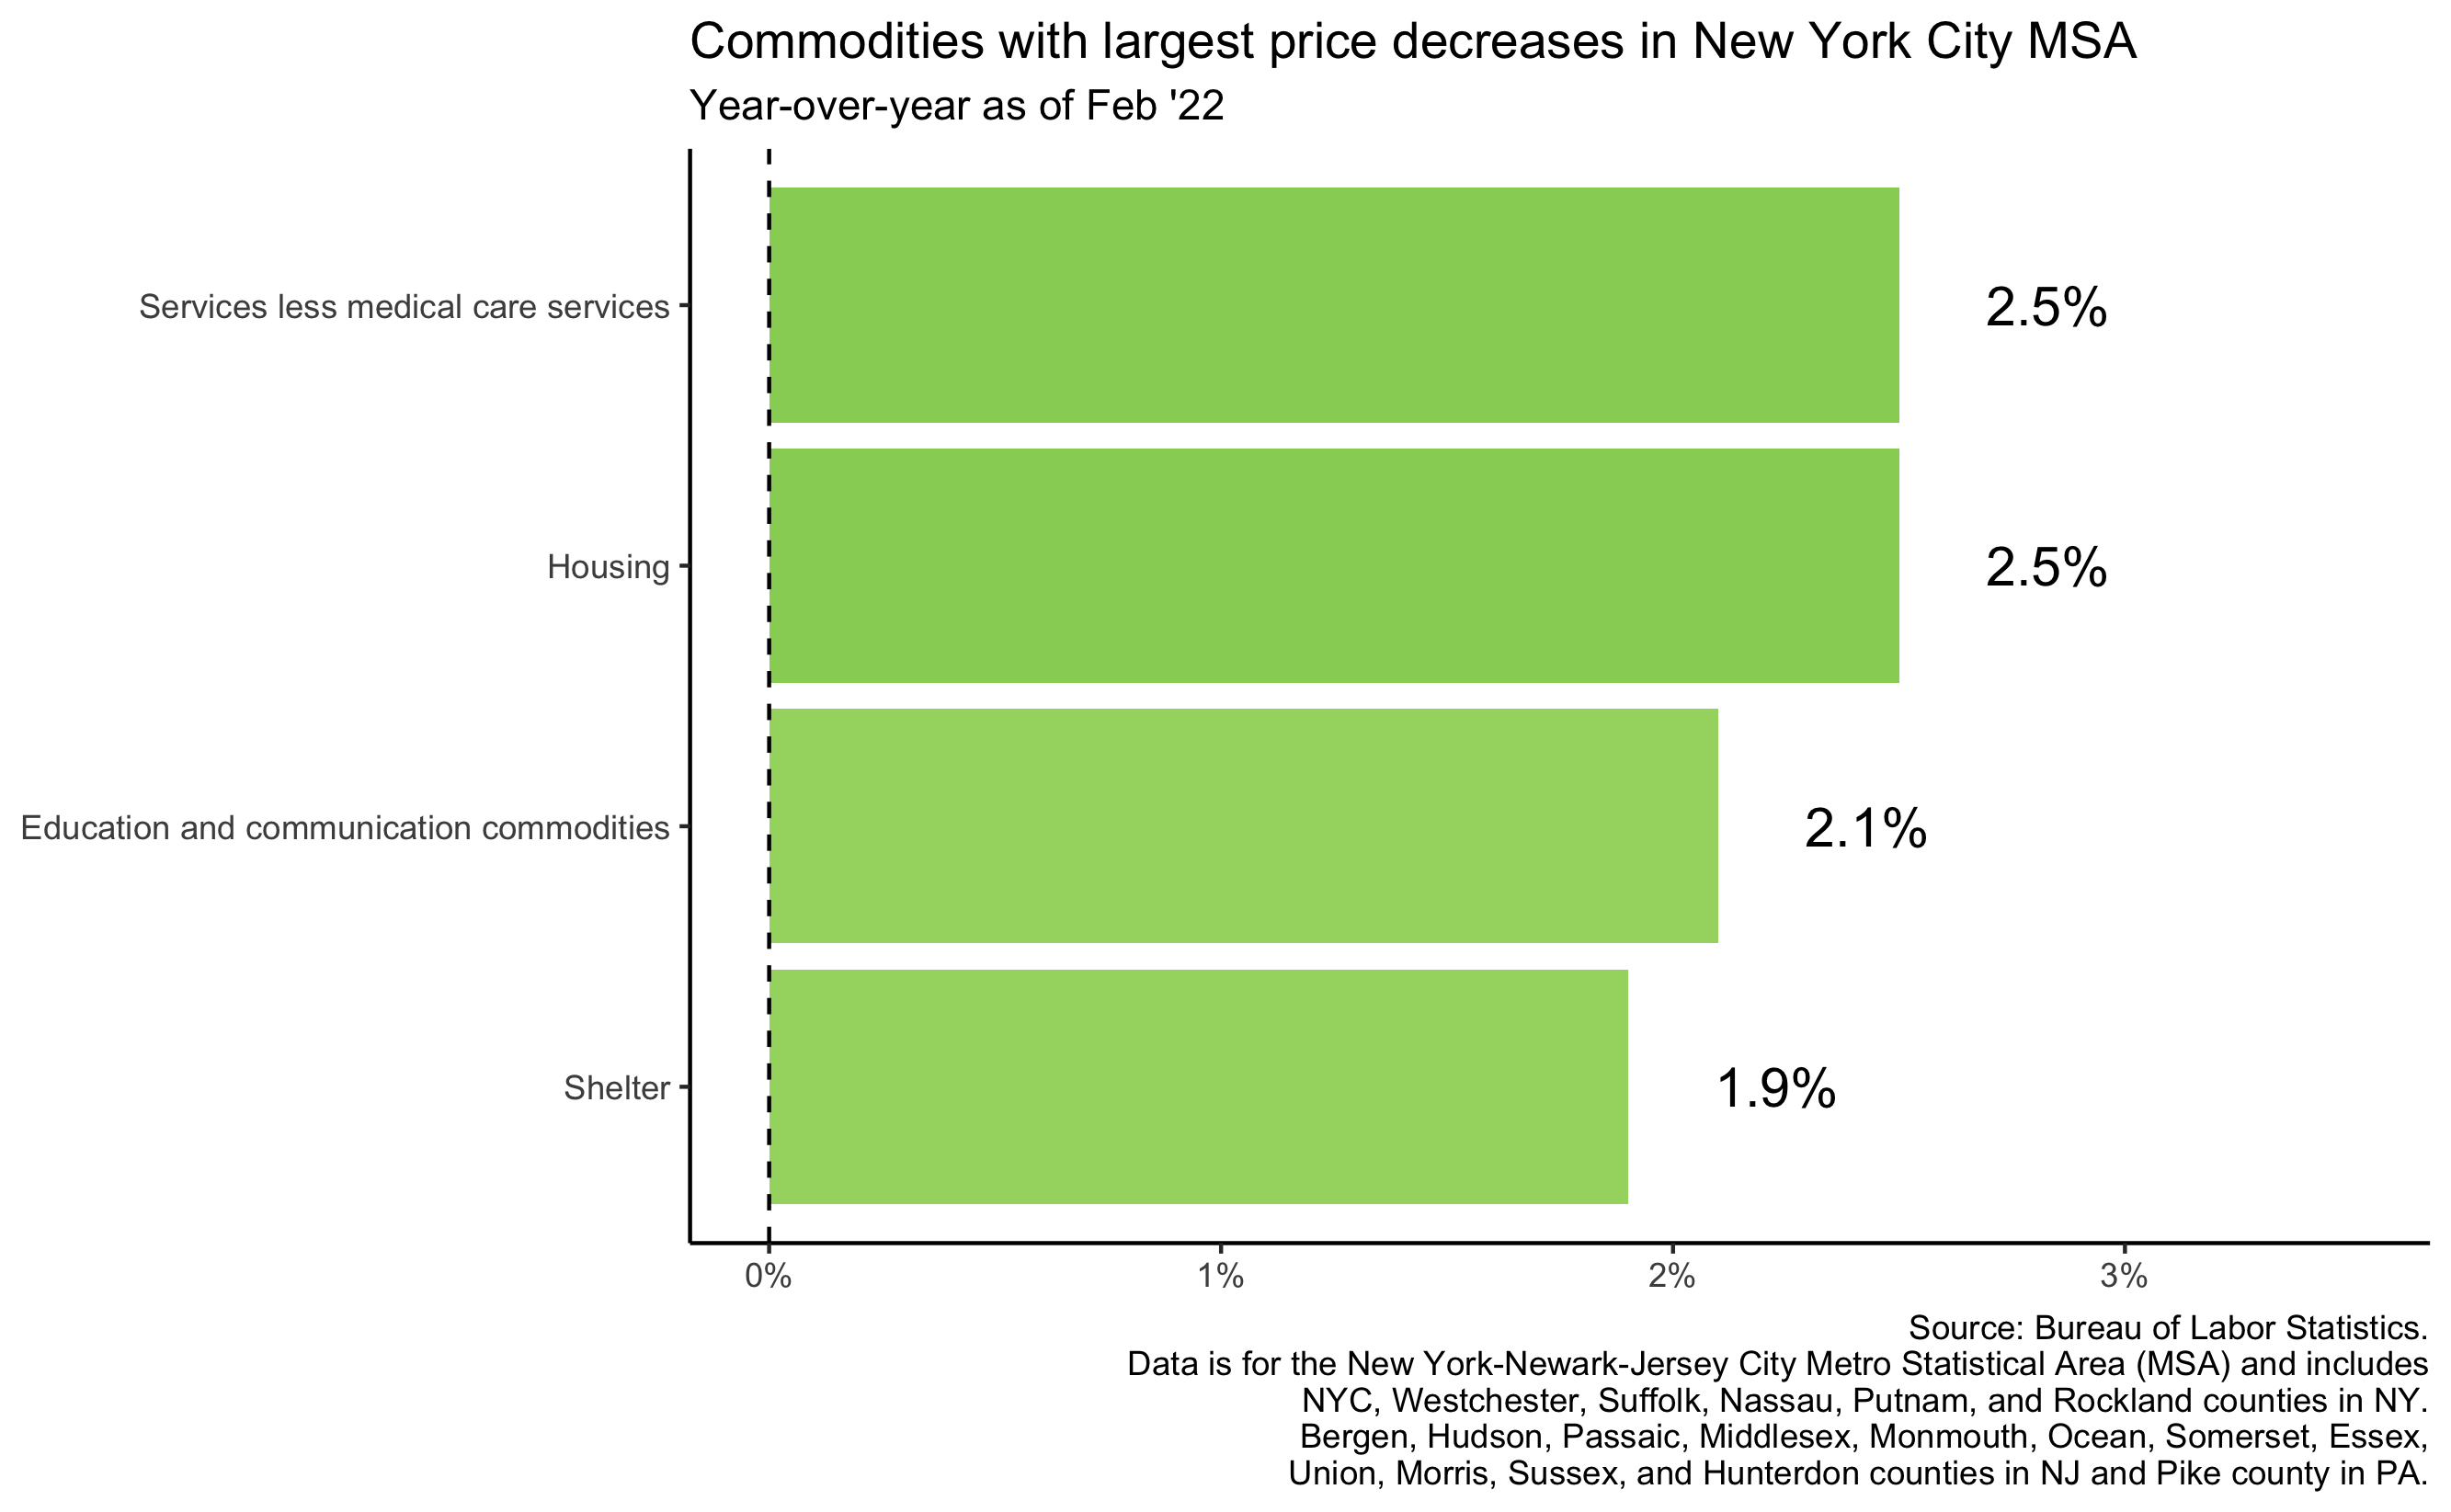 Commodities with largest price decreases in New York City MSA
Year-over-year as of Feb '22
Services less medical care services
2.5%
Housing
2.5%
Education and communication commodities
2.1%
Shelter
1.9%
0%
1%
2%
3%
Source: Bureau of Labor Statistics.
Data is for the New York-Newark-Jersey City Metro Statistical Area (MSA) and includes
NYC, Westchester, Suffolk, Nassau, Putnam, and Rockland counties in NY.
Bergen, Hudson, Passaic, Middlesex, Monmouth, Ocean, Somerset, Essex,
Union, Morris, Sussex, and Hunterdon counties in NJ and Pike county in PA.